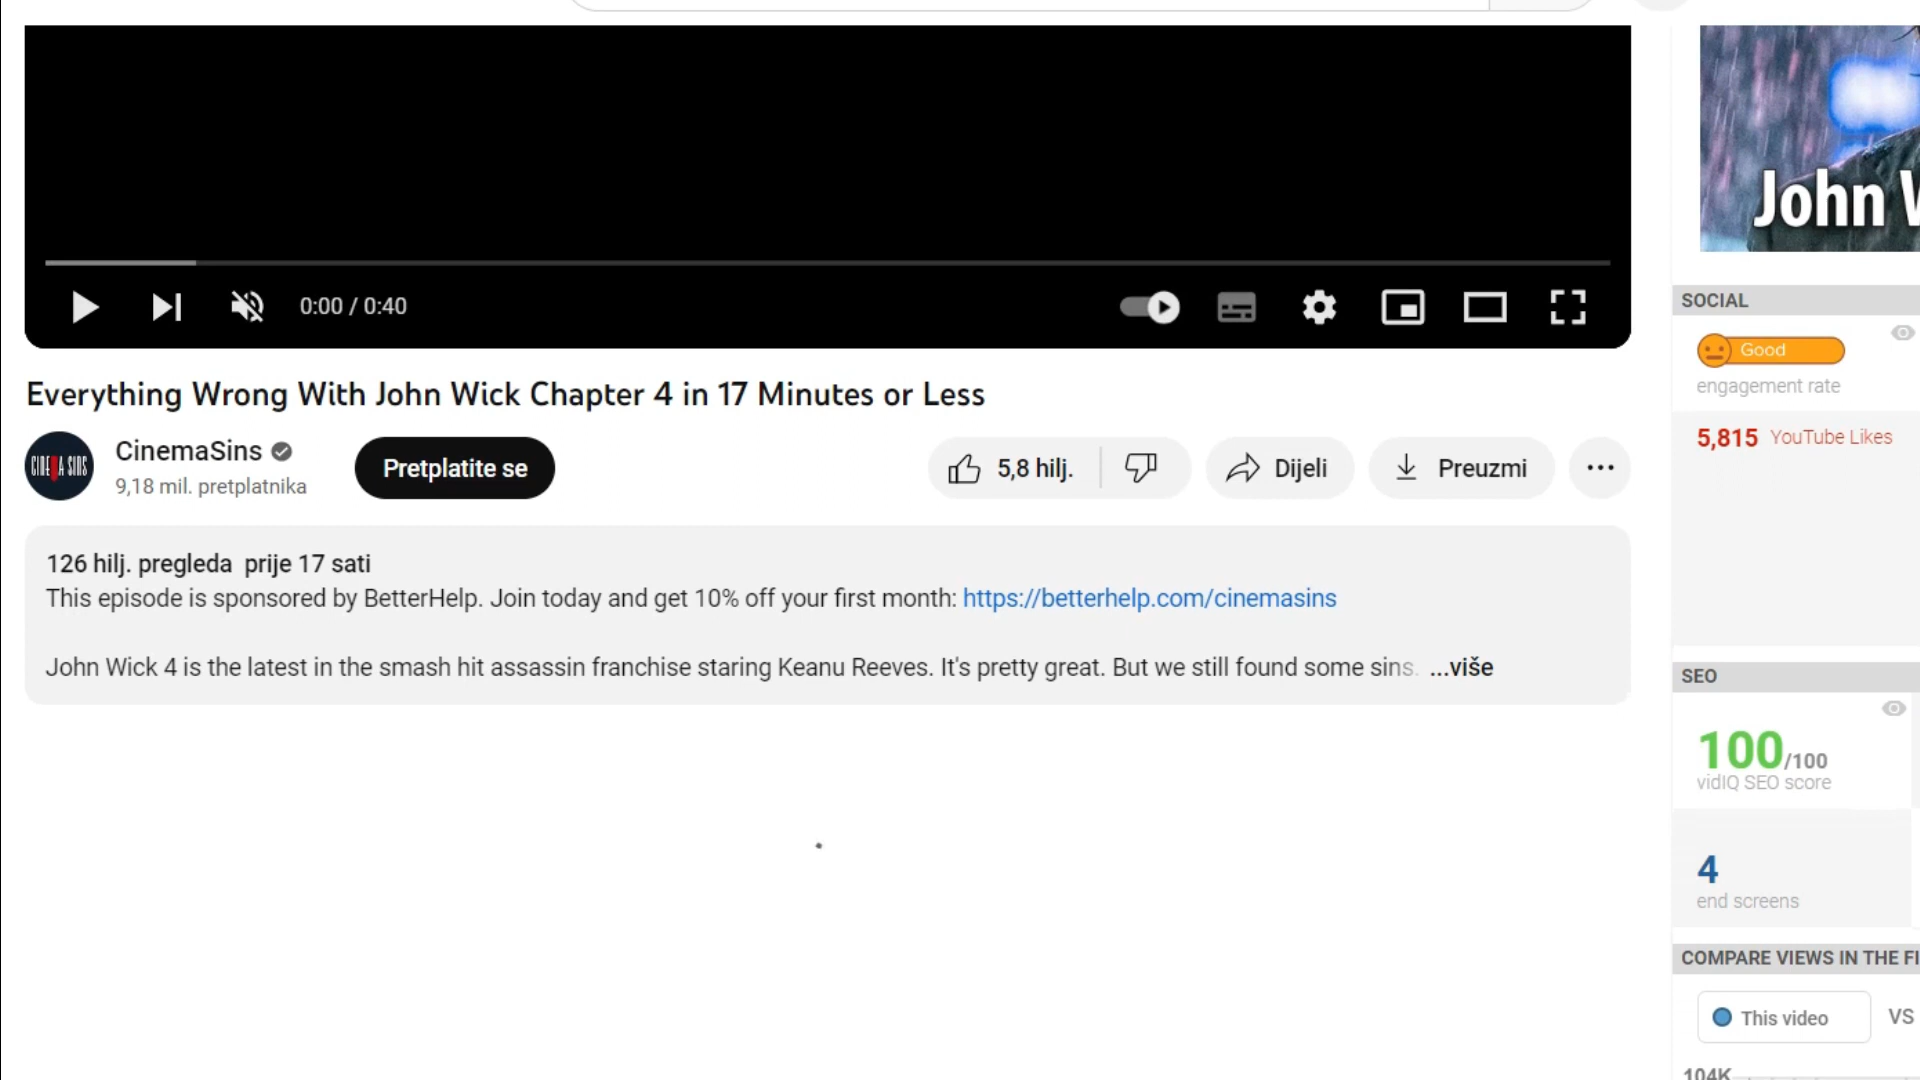 John W
0:00 / 0:40
Everything Wrong With John Wick Chapter 4 in 17 Minutes or Less
CINEMA SINS
CinemaSins
9,18 mil. pretplatnika
Pretplatite se
5,8 hilj.
Dijeli
Preuzmi
126 hilj. pregleda prije 17 sati
This episode is sponsored by BetterHelp. Join today and get 10% off your first month: https://betterhelp.com/cinemasins
John Wick 4 is the latest in the smash hit assassin franchise staring Keanu Reeves. It's pretty great. But we still found some sins. ...više
SOCIAL
Good
engagement rate
5,815 YouTube Likes
SEO
100/100
vidIQ SEO score
4
end screens
COMPARE VIEWS IN THE FI
This video
VS
104K